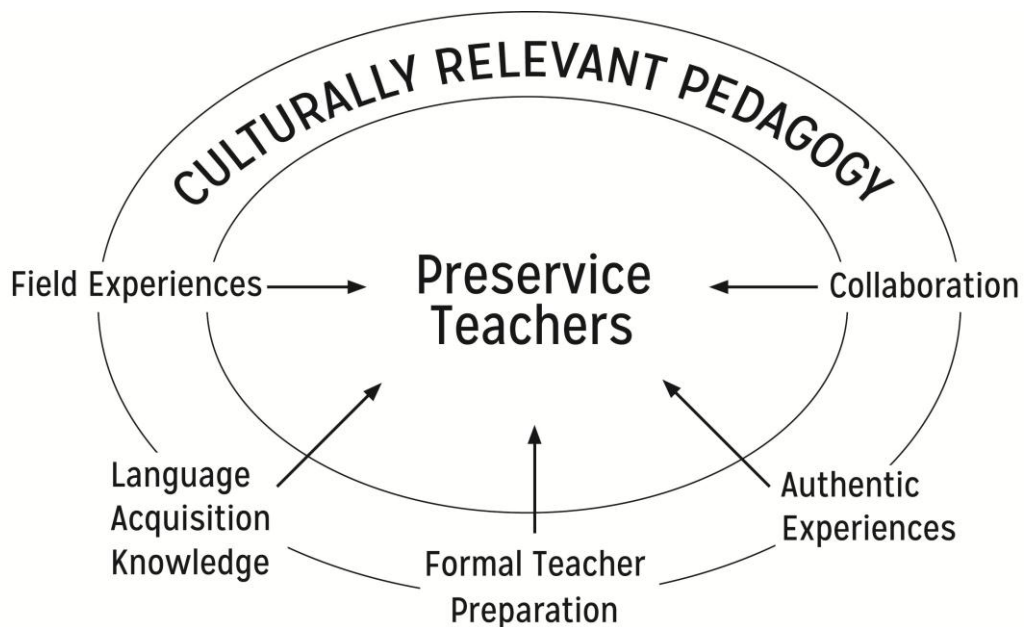 CULTURALLY RELEVANT PEDAGOGY
Preservice
Teachers
Field Experiences
Collaboration
Language
Acquisition
Knowledge
Formal Teacher
Preparation
Authentic
Experiences